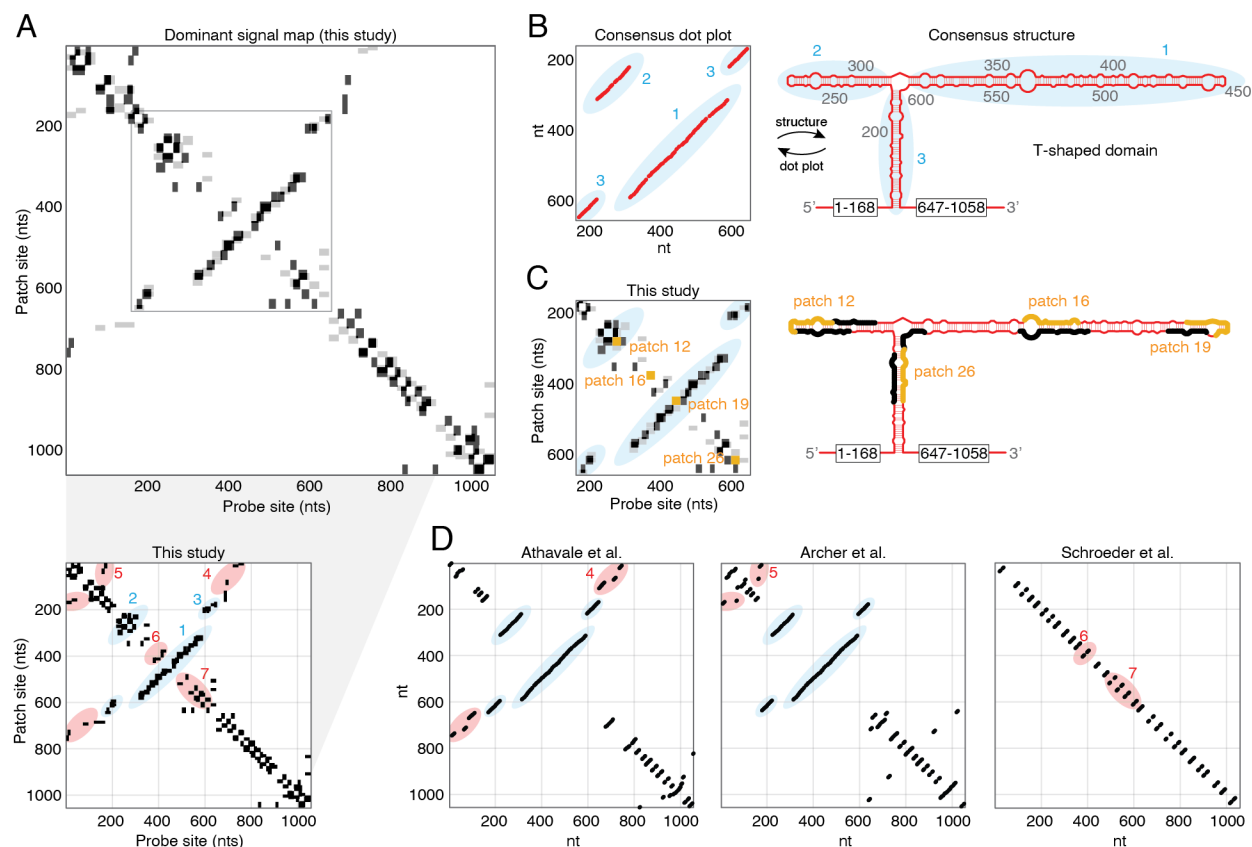 A
Dominant signal map (this study)
Patch site (nts)
200
400
600
800
1000
200 400 600 800 1000
Probe site (nts)
B
Consensus dot plot
200
400
600
nt
2
3
1
3
200 400 600
nt
Consensus structure
2
1
300
350
400
250
600
550
500
450
200
3
structure
dot plot
T-shaped domain
5’
1-168
647-1058
3’
C
This study
200
400
600
Patch site (nts)
patch 12
patch 16
patch 19
patch 26
200 400 600
Probe site (nts)
patch 12
patch 16
patch 19
patch 26
5’
1-168
647-1058
3’
This study
Patch site (nts)
200
400
600
800
1000
5
4
2
3
1
6
7
200 400 600 800 1000
Probe site (nts)
D
Athavale et al.
nt
200
400
600
800
1000
4
200 400 600 800 1000
nt
Archer et al.
5
200 400 600 800 1000
nt
Schroeder et al.
6
7
200 400 600 800 1000
nt